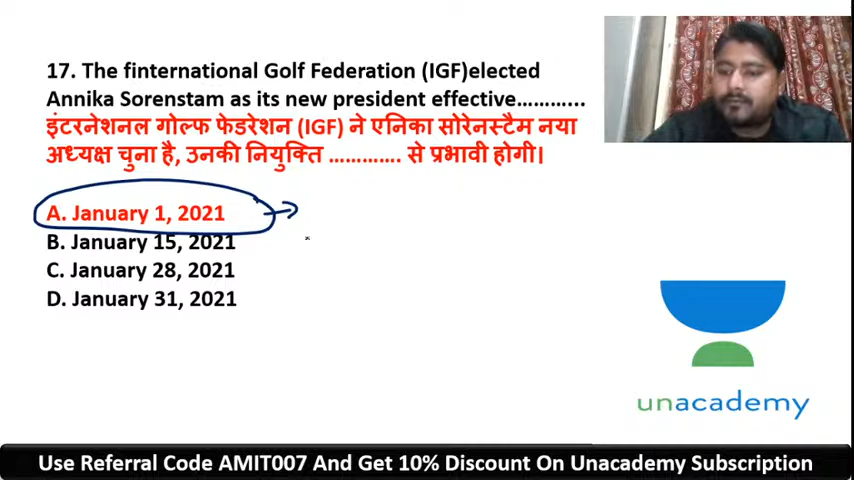 17. The finternational Golf Federation (IGF)elected
Annika Sorenstam as its new president effective………...
इंटरनेशनल गोल्फ फेडरेशन (IGF) ने एनिका सोरेनस्टैम नया
अध्यक्ष चुना है, उनकी नियुक्ति …………. से प्रभावी होगी।
A. January 1, 2021
B. January 15, 2021
C. January 28, 2021
D. January 31, 2021
unacademy
Use Referral Code AMIT007 And Get 10% Discount On Unacademy Subscription